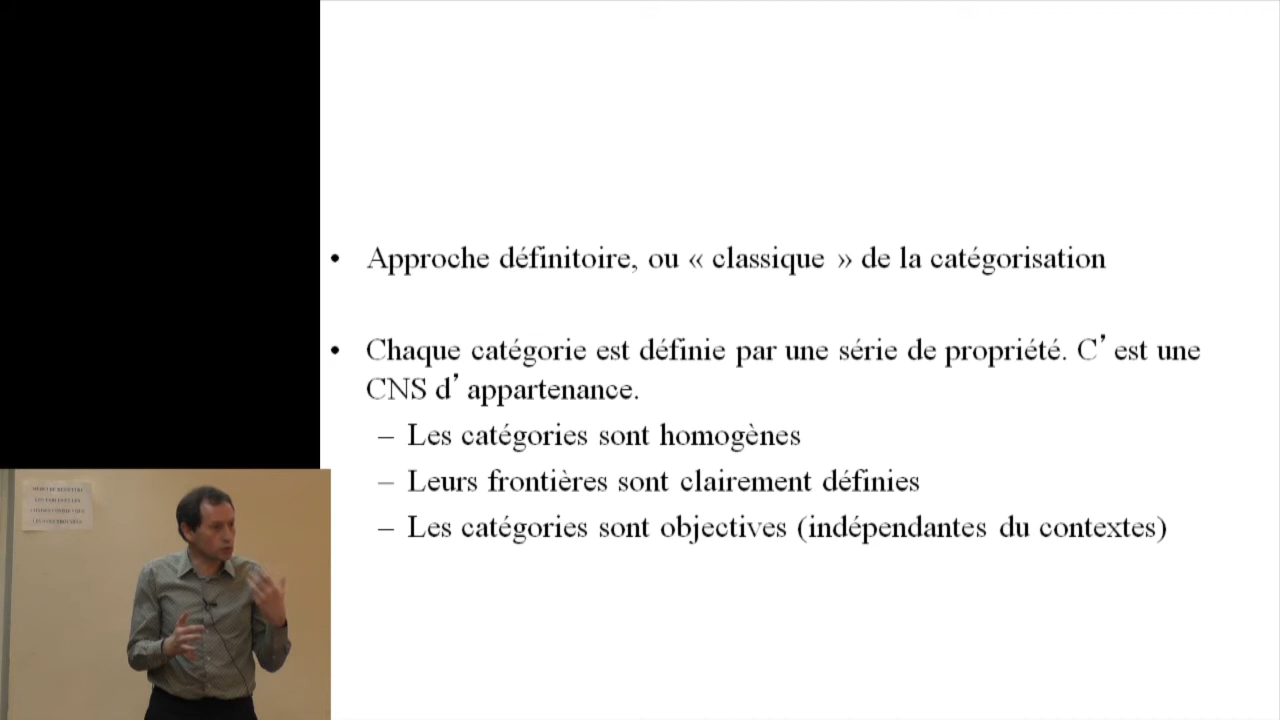 • Approche définitoire, ou « classique » de la catégorisation
• Chaque catégorie est définie par une série de propriété. C’est une
CNS d’appartenance.
– Les catégories sont homogènes
– Leurs frontières sont clairement définies
– Les catégories sont objectives (indépendantes du contextes)